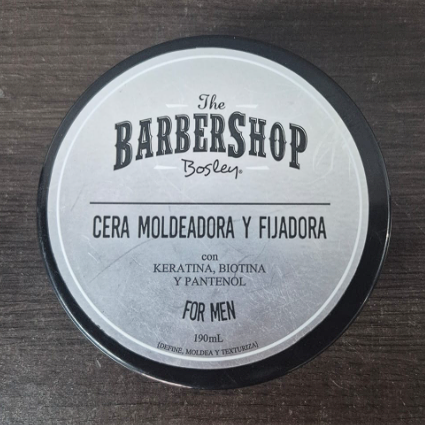 The
BARBERSHOP
Bosley®
CERA MOLDEADORA Y FIJADORA
con
KERATINA, BIOTINA
Y PANTENOL
FOR MEN
190mL
[DEFINE, MOLDEA Y TEXTURIZA]